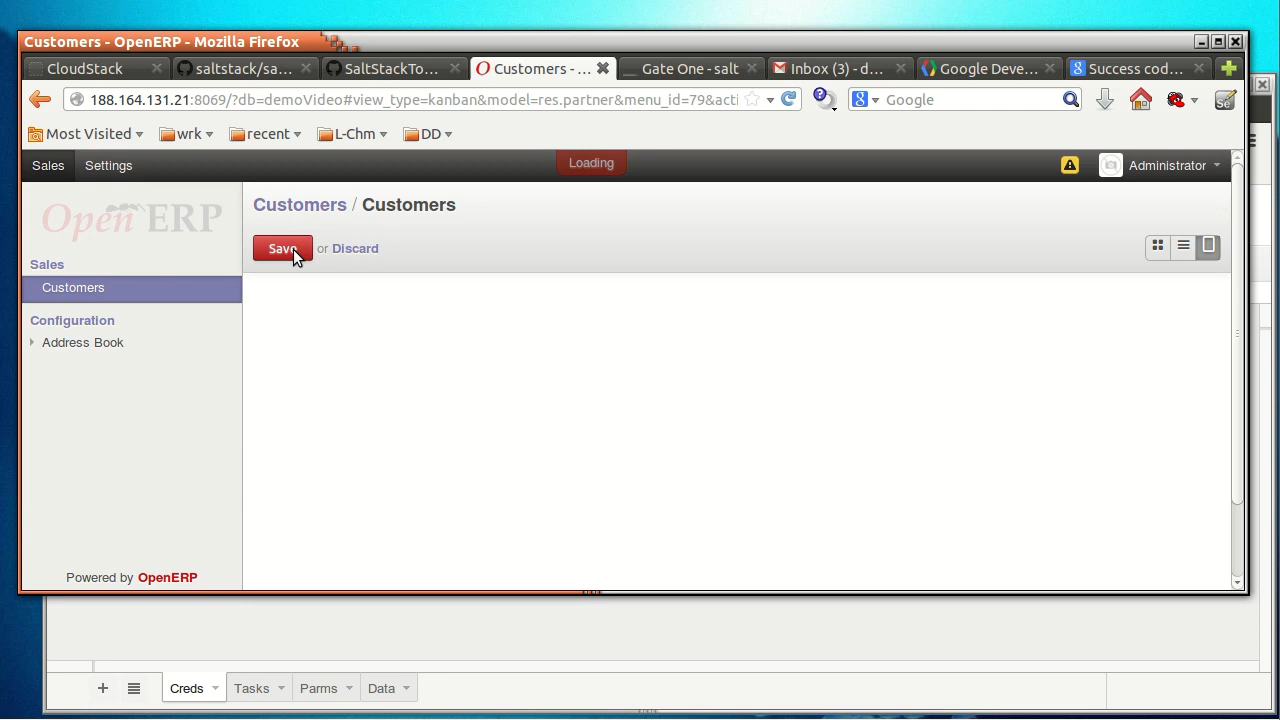 Customers - OpenERP - Mozilla Firefox
CloudStack
saltstack/sa...
SaltStackTo...
Customers - ...
Gate One - salt
Inbox (3) - d...
Google Deve...
Success cod...
188.164.131.21:8069/?db=demoVideo#view_type=kanban&model=res.partner&menu_id=79&acti
Google
Se
Most Visited
wrk
recent
L-Chm
DD
Sales
Settings
Loading
Administrator
Open ERP
Customers / Customers
Save or Discard
Sales
Customers
Configuration
Address Book
Powered by OpenERP
Creds
Tasks
Parms
Data